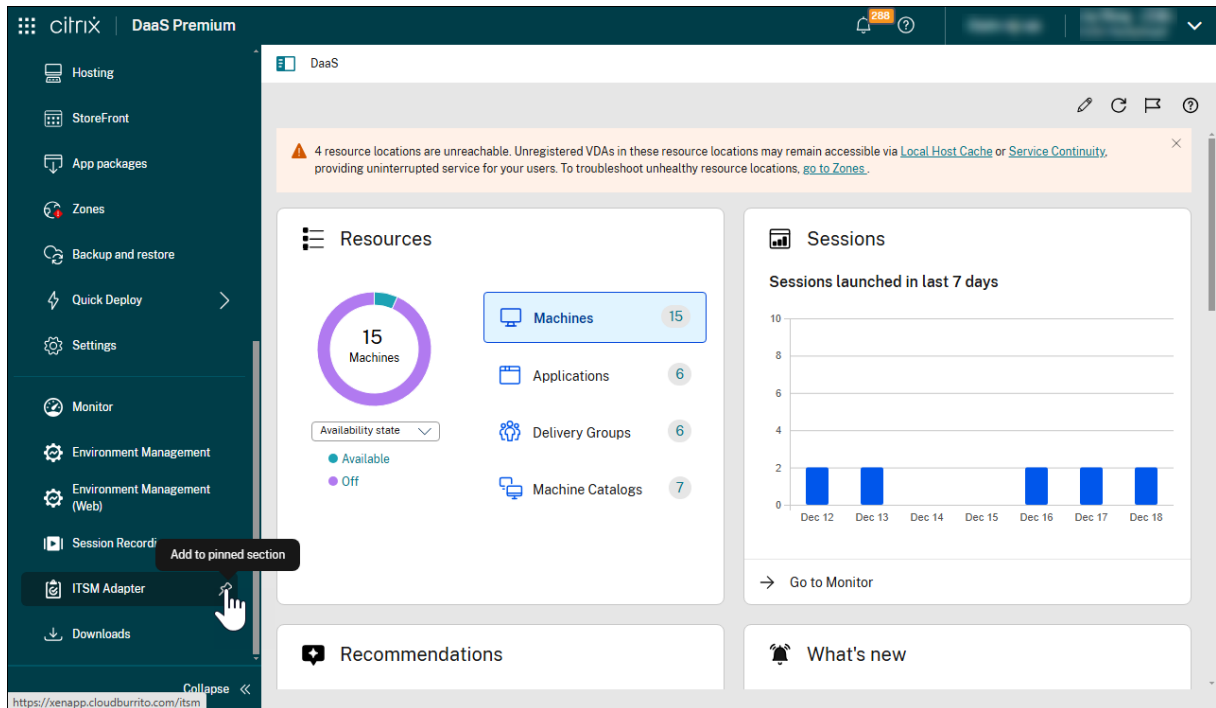 citrix DaaS Premium
288
Hosting
StoreFront
App packages
Zones
Backup and restore
Quick Deploy
Settings
Monitor
Environment Management
Environment Management
(Web)
Session Recordi
Add to pinned section
ITSM Adapter
Downloads
Collapse
https://xenapp.cloudburrito.com/itsm
DaaS
4 resource locations are unreachable. Unregistered VDAs in these resource locations may remain accessible via Local Host Cache or Service Continuity,
providing uninterrupted service for your users. To troubleshoot unhealthy resource locations, go to Zones .
Resources
15
Machines
Availability state
Available
Off
Machines 15
Applications 6
Delivery Groups 6
Machine Catalogs 7
Sessions
Sessions launched in last 7 days
10
8
6
4
2
0
Dec 12 Dec 13 Dec 14 Dec 15 Dec 16 Dec 17 Dec 18
Go to Monitor
Recommendations
What's new